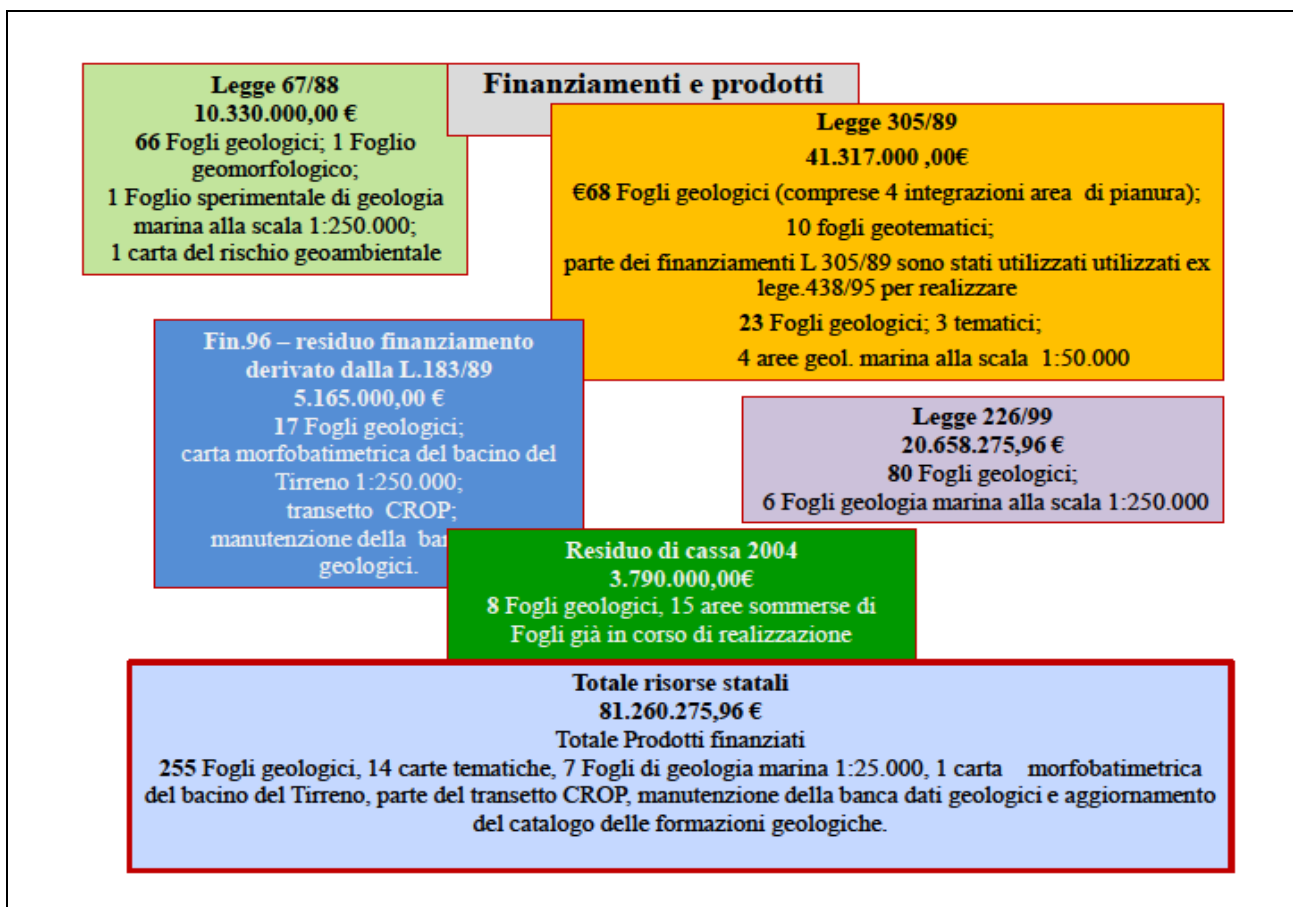 Finanziamenti e prodotti
Legge 67/88
10.330.000,00 €
66 Fogli geologici; 1 Foglio
geomorfologico;
1 Foglio sperimentale di geologia
marina alla scala 1:250.000;
1 carta del rischio geoambientale
Legge 305/89
41.317.000 ,00€
€68 Fogli geologici (comprese 4 integrazioni area di pianura);
10 fogli geotematici;
parte dei finanziamenti L 305/89 sono stati utilizzati utilizzati ex
lege.438/95 per realizzare
23 Fogli geologici; 3 tematici;
4 aree geol. marina alla scala 1:50.000
Fin.96 – residuo finanziamento
derivato dalla L.183/89
5.165.000,00 €
17 Fogli geologici;
carta morfobatimetrica del bacino del
Tirreno 1:250.000;
transetto CROP;
manutenzione della
geologici.
Legge 226/99
20.658.275,96 €
80 Fogli geologici;
6 Fogli geologia marina alla scala 1:250.000
Residuo di cassa 2004
3.790.000,00€
8 Fogli geologici, 15 aree sommerse di
Fogli già in corso di realizzazione
Totale risorse statali
81.260.275,96 €
Totale Prodotti finanziati
255 Fogli geologici, 14 carte tematiche, 7 Fogli di geologia marina 1:25.000, 1 carta morfobatimetrica
del bacino del Tirreno, parte del transetto CROP, manutenzione della banca dati geologici e aggiornamento
del catalogo delle formazioni geologiche.